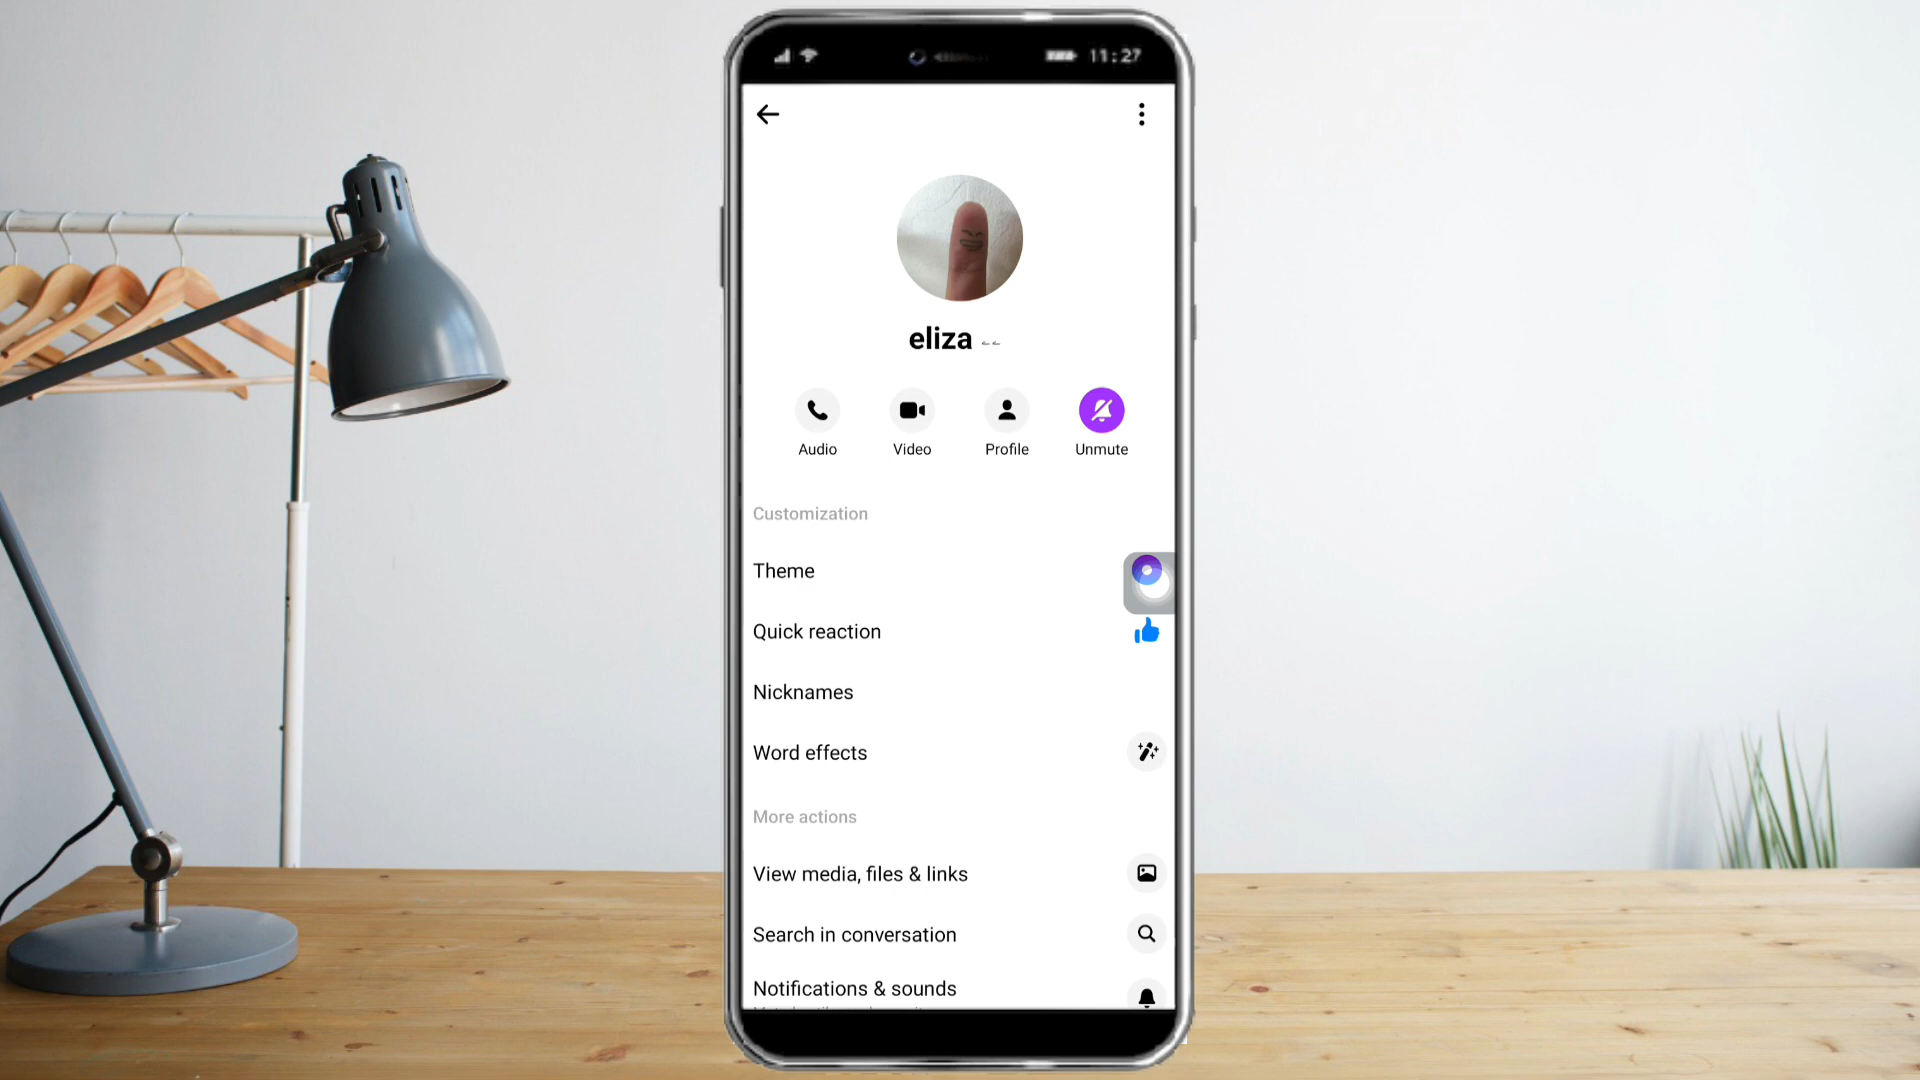 11:27
eliza
Audio Video Profile Unmute
Customization
Theme
Quick reaction
Nicknames
Word effects
More actions
View media, files & links
Search in conversation
Notifications & sounds